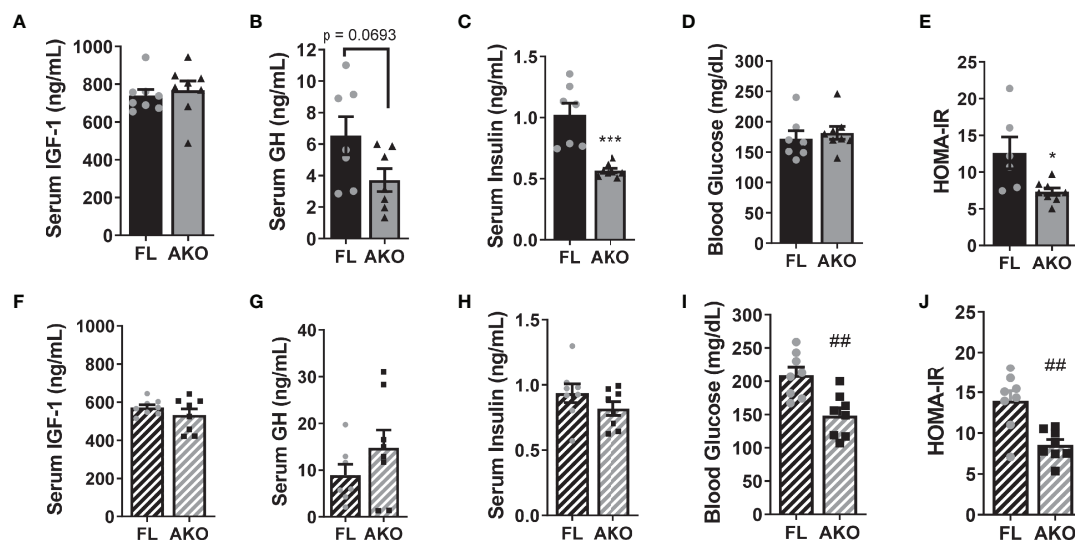 A
Serum IGF-1 (ng/mL)
1000
800
600
400
200
0
FL AKO
B
Serum GH (ng/mL)
p = 0.0693
12
10
8
6
4
2
0
FL AKO
C
Serum Insulin (ng/mL)
1.5
1.0
0.5
0.0
***
FL AKO
D
Blood Glucose (mg/dL)
300
250
200
150
100
50
0
FL AKO
E
HOMA-IR
25
20
15
10
5
0
*
FL AKO
F
Serum IGF-1 (ng/mL)
1000
800
600
400
200
0
FL AKO
G
Serum GH (ng/mL)
40
30
20
10
0
FL AKO
H
Serum Insulin (ng/mL)
1.5
1.0
0.5
0.0
FL AKO
I
Blood Glucose (mg/dL)
300
250
200
150
100
50
0
##
FL AKO
J
HOMA-IR
25
20
15
10
5
0
##
FL AKO